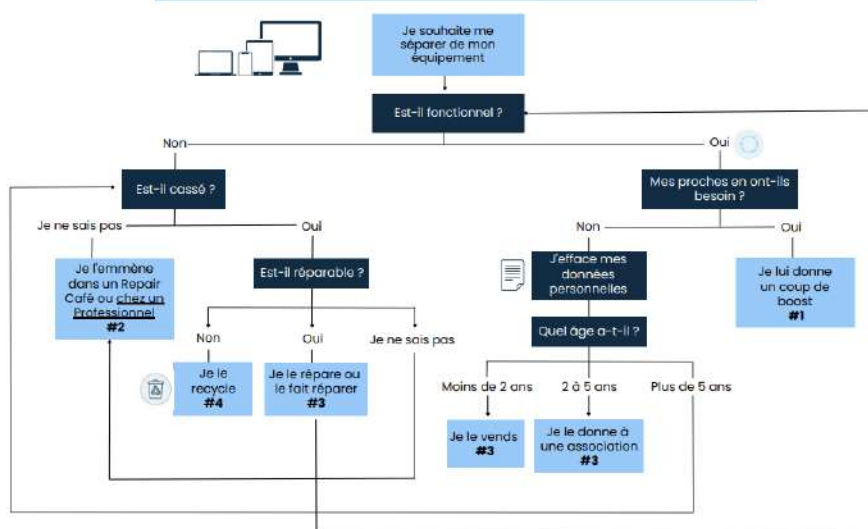 Je souhaite me
séparer de mon
équipement
Est-il fonctionnel ?
Non
Oui
Est-il cassé ?
Mes proches en ont-ils
besoin ?
Je ne sais pas
Oui
Non
Oui
Je l'emmène
dans un Repair
Café ou chez un
Professionnel
#2
Est-il réparable ?
J'efface mes
données
personnelles
Je lui donne
un coup de
boost
#1
Non
Oui
Je ne sais pas
Quel âge a-t-il ?
Je le
recycle
#4
Je le répare ou
le fait réparer
#3
Moins de 2 ans
2 à 5 ans
Plus de 5 ans
Je le vends
#3
Je le donne à
une association
#3